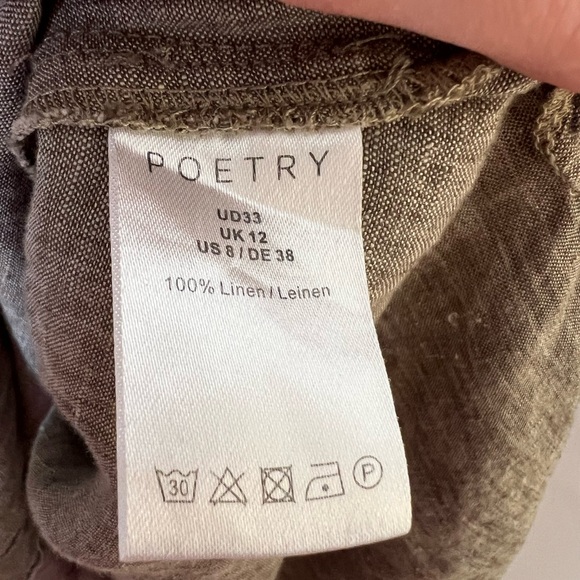 POETRY
UD33
UK 12
US 8 / DE 38
100% Linen / Leinen
30 P